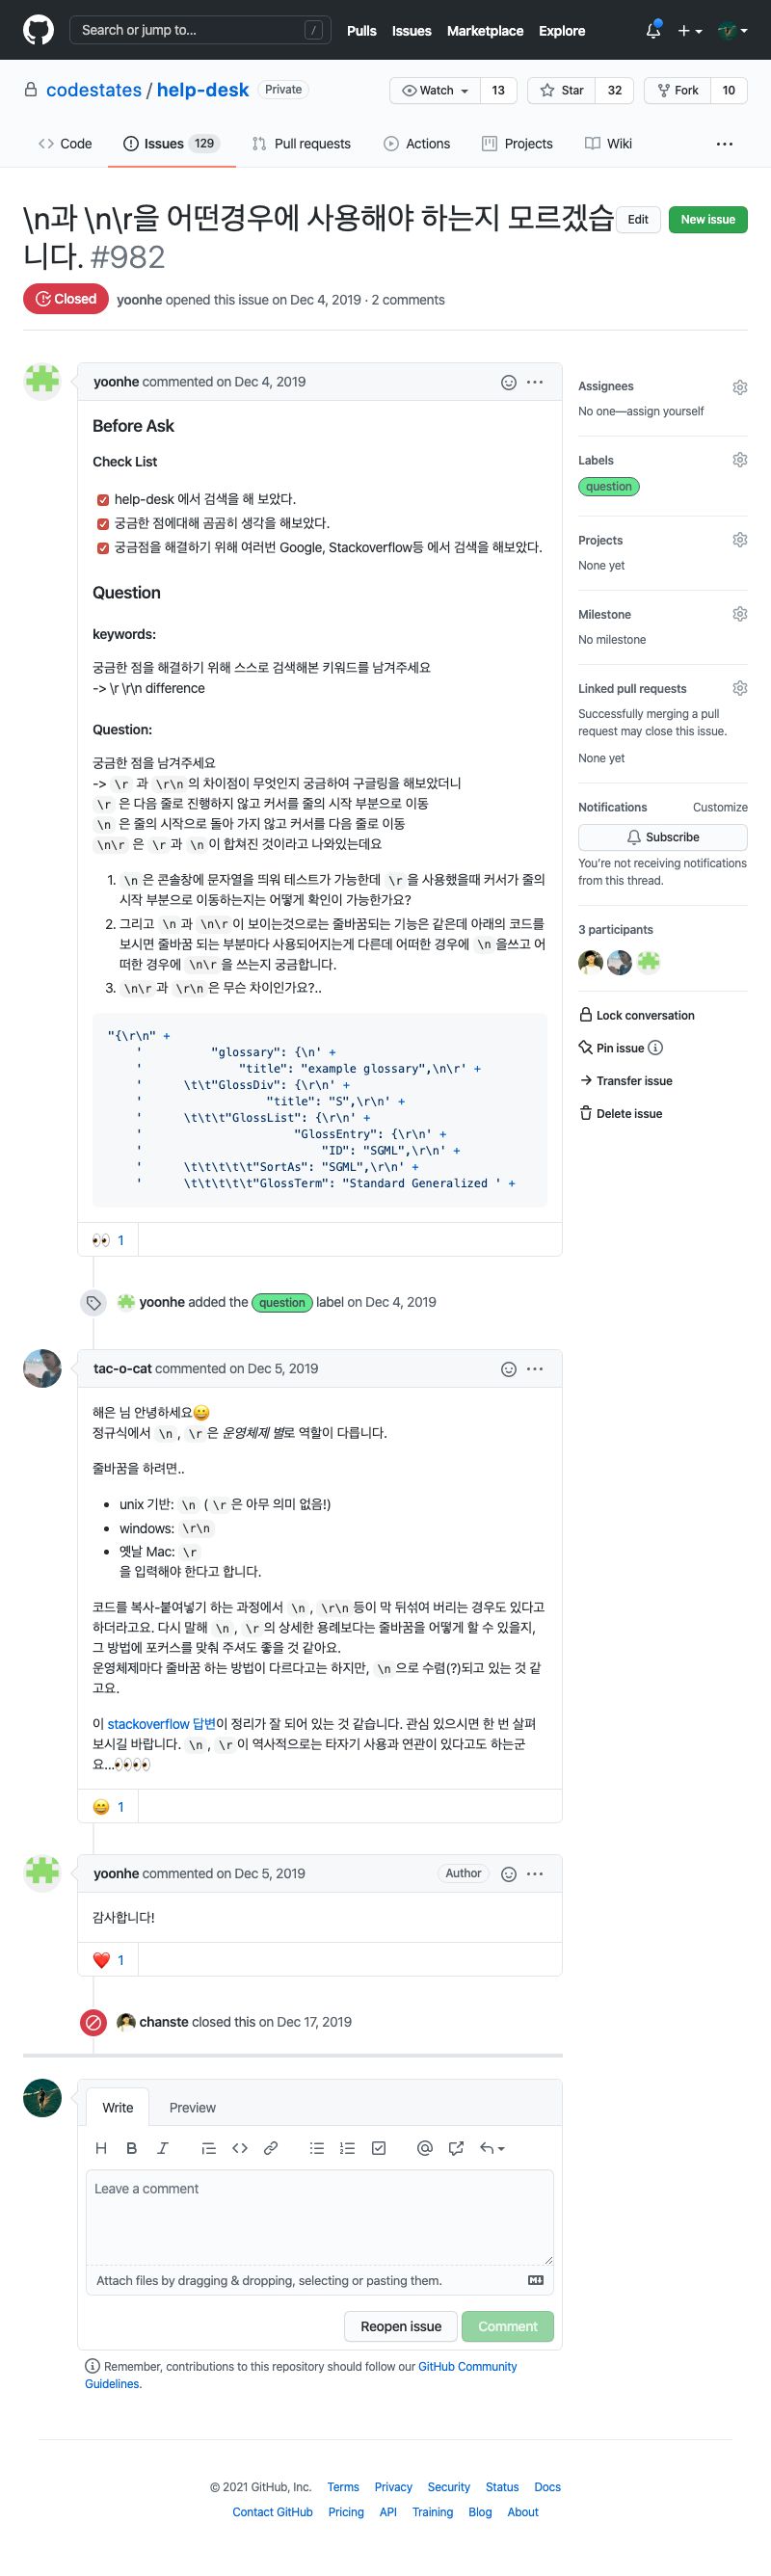 Search or jump to... /
Pulls Issues Marketplace Explore
codestates / help-desk Private
Watch 13 Star 32 Fork 10
Code Issues 129 Pull requests Actions Projects Wiki
\n과 \n\r을 어떤경우에 사용해야 하는지 모르겠습
니다. #982
Edit New issue
Closed yoonhe opened this issue on Dec 4, 2019 · 2 comments
yoonhe commented on Dec 4, 2019
Before Ask
Check List
help-desk 에서 검색을 해 보았다.
궁금한 점에대해 곰곰히 생각을 해보았다.
궁금점을 해결하기 위해 여러번 Google, Stackoverflow등 에서 검색을 해보았다.
Question
keywords:
궁금한 점을 해결하기 위해 스스로 검색해본 키워드를 남겨주세요
-> \r \r\n difference
Question:
궁금한 점을 남겨주세요
-> \r 과 \r\n 의 차이점이 무엇인지 궁금하여 구글링을 해보았더니
\r 은 다음 줄로 진행하지 않고 커서를 줄의 시작 부분으로 이동
\n 은 줄의 시작으로 돌아 가지 않고 커서를 다음 줄로 이동
\n\r 은 \r 과 \n 이 합쳐진 것이라고 나와있는데요
1. \n 은 콘솔창에 문자열을 띄워 테스트가 가능한데 \r 을 사용했을때 커서가 줄의
시작 부분으로 이동하는지는 어떻게 확인이 가능한가요?
2. 그리고 \n 과 \n\r 이 보이는것으로는 줄바꿈되는 기능은 같은데 아래의 코드를
보시면 줄바꿈 되는 부분마다 사용되어지는게 다른데 어떠한 경우에 \n 을쓰고 어
떠한 경우에 \n\r 을 쓰는지 궁금합니다.
3. \n\r 과 \r\n 은 무슨 차이인가요?..
"{\r\n" +
' "glossary": {\n' +
' "title": "example glossary",\n\r' +
' \t\t"GlossDiv": {\r\n' +
' "title": "S",\r\n' +
' \t\t\t"GlossList": {\r\n' +
' "GlossEntry": {\r\n' +
' "ID": "SGML",\r\n' +
' \t\t\t\t\t"SortAs": "SGML",\r\n' +
' \t\t\t\t\t"GlossTerm": "Standard Generalized ' +
👀 1
yoonhe added the question label on Dec 4, 2019
tac-o-cat commented on Dec 5, 2019
해은 님 안녕하세요😀
정규식에서 \n , \r 은 운영체제 별로 역할이 다릅니다.
줄바꿈을 하려면..
• unix 기반: \n ( \r 은 아무 의미 없음!)
• windows: \r\n
• 옛날 Mac: \r
을 입력해야 한다고 합니다.
코드를 복사-붙여넣기 하는 과정에서 \n , \r\n 등이 막 뒤섞여 버리는 경우도 있다고
하더라고요. 다시 말해 \n , \r 의 상세한 용례보다는 줄바꿈을 어떻게 할 수 있을지,
그 방법에 포커스를 맞춰 주셔도 좋을 것 같아요.
운영체제마다 줄바꿈 하는 방법이 다르다고는 하지만, \n 으로 수렴(?)되고 있는 것 같
고요.
이 stackoverflow 답변이 정리가 잘 되어 있는 것 같습니다. 관심 있으시면 한 번 살펴
보시길 바랍니다. \n , \r 이 역사적으로는 타자기 사용과 연관이 있다고도 하는군
요...👀👀
😄 1
yoonhe commented on Dec 5, 2019 Author
감사합니다!
❤️ 1
chanste closed this on Dec 17, 2019
Write Preview
Leave a comment
Attach files by dragging & dropping, selecting or pasting them.
Reopen issue Comment
Remember, contributions to this repository should follow our GitHub Community
Guidelines.
Assignees
No one—assign yourself
Labels
question
Projects
None yet
Milestone
No milestone
Linked pull requests
Successfully merging a pull
request may close this issue.
None yet
Notifications Customize
Subscribe
You're not receiving notifications
from this thread.
3 participants
Lock conversation
Pin issue
Transfer issue
Delete issue
© 2021 GitHub, Inc. Terms Privacy Security Status Docs
Contact GitHub Pricing API Training Blog About